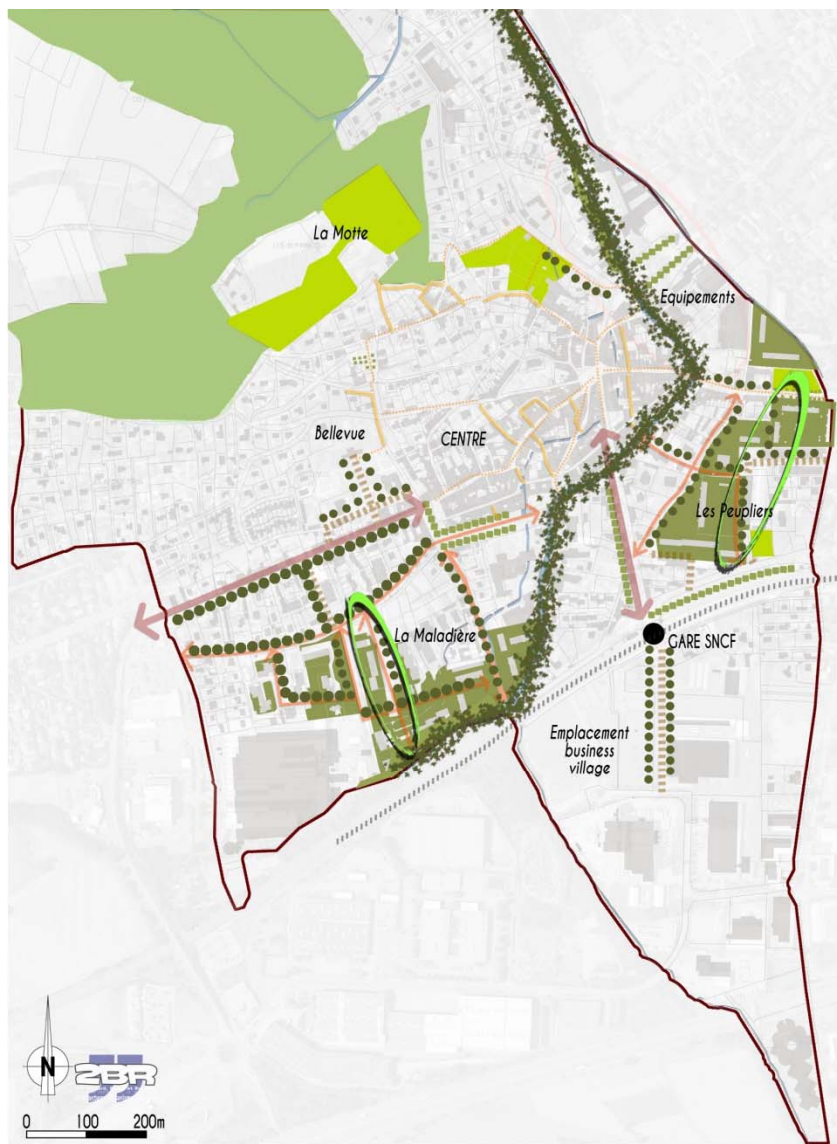 La Motte
Equipements
Bellevue
CENTRE
Les Peupliers
La Maladière
GARE SNCF
Emplacement
business
village
N
2BR
0 100 200m